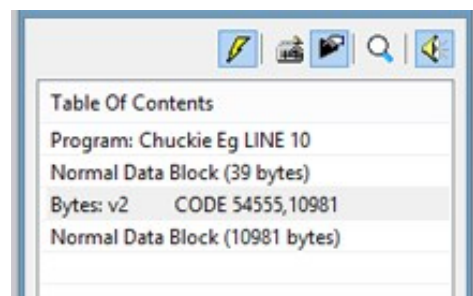 Table Of Contents
Program: Chuckie Eg LINE 10
Normal Data Block (39 bytes)
Bytes: v2 CODE 54555,10981
Normal Data Block (10981 bytes)